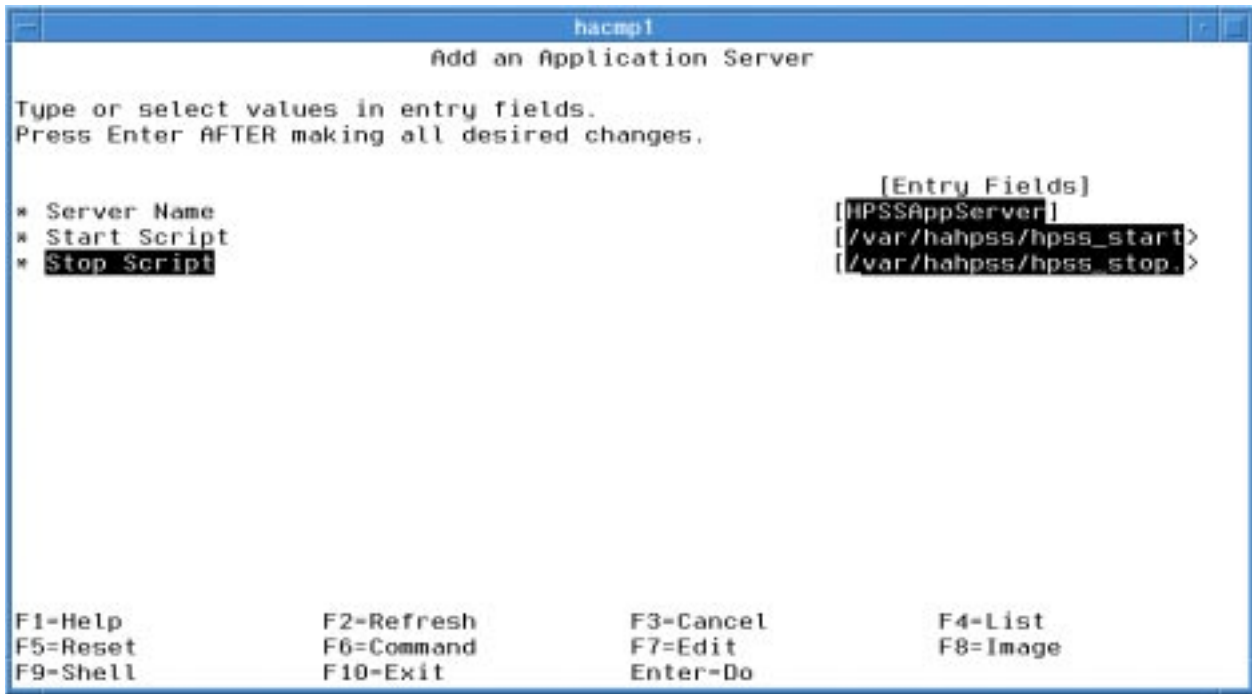 hacmp1
Add an Application Server
Type or select values in entry fields.
Press Enter AFTER making all desired changes.
[Entry Fields]
* Server Name [HPSSAppServer]
* Start Script [/var/hahpss/hpss_start>
* Stop Script [/var/hahpss/hpss_stop.>
F1=Help F2=Refresh F3=Cancel F4=List
F5=Reset F6=Command F7=Edit F8=Image
F9=Shell F10=Exit Enter=Do